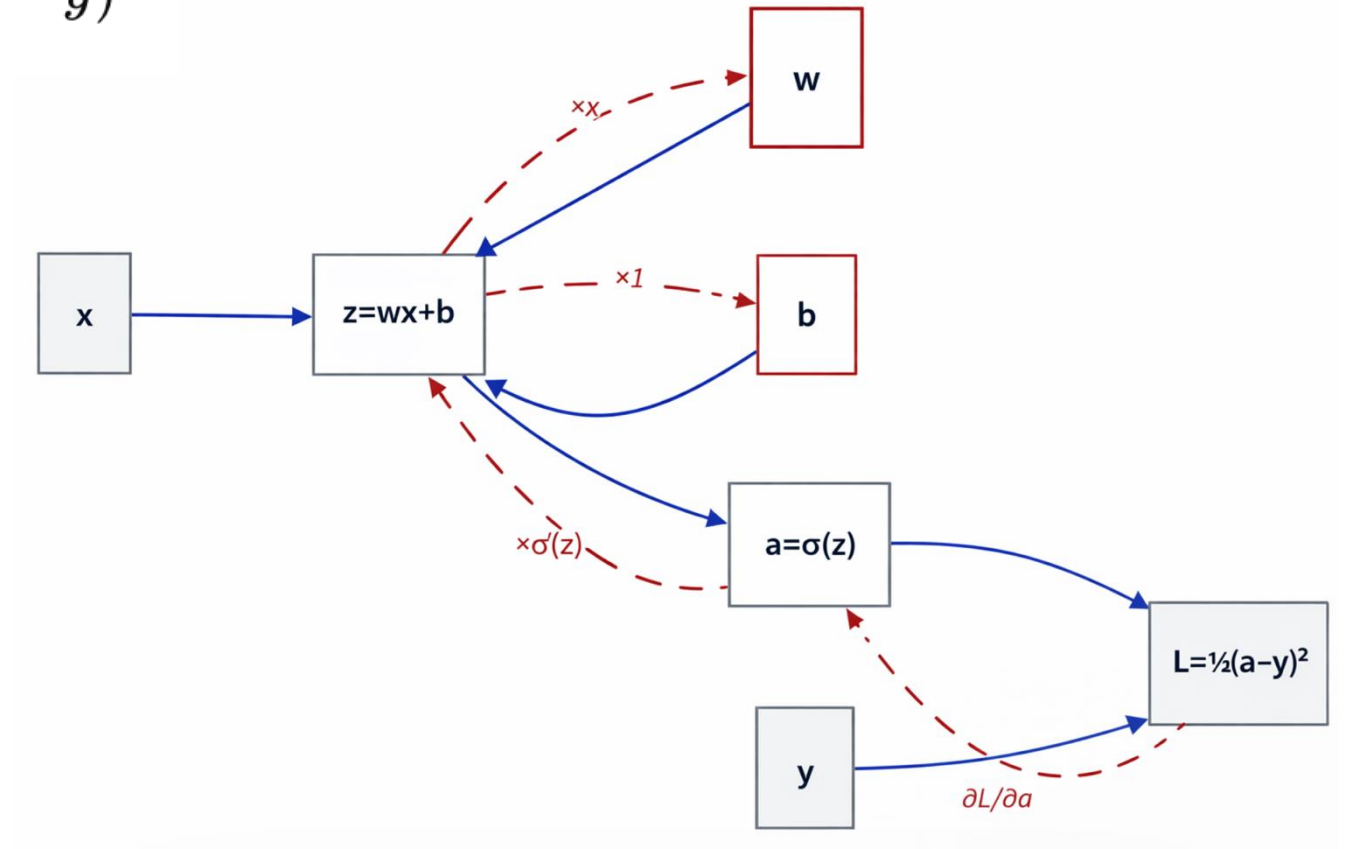 g)
w
×x
x
z=wx+b
×1
b
×σ′(z)
a=σ(z)
L=½(a−y)²
y
∂L/∂a